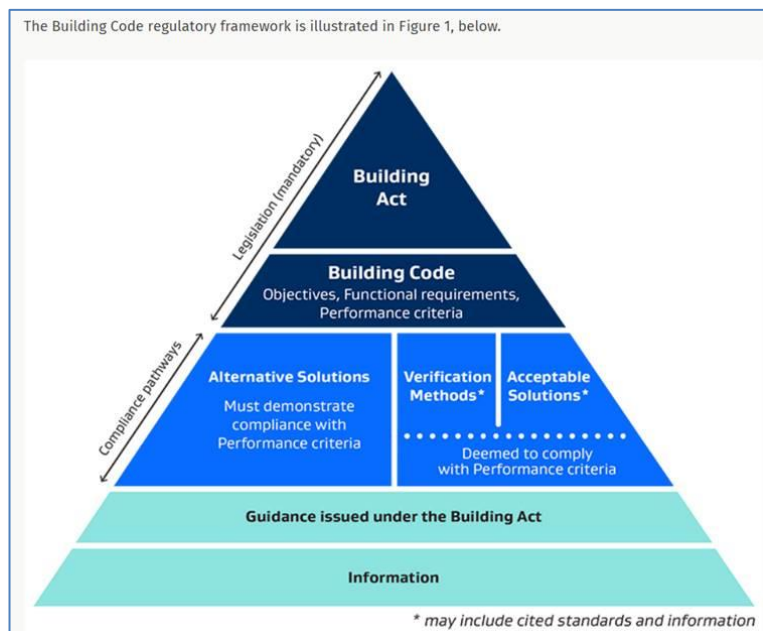 The Building Code regulatory framework is illustrated in Figure 1, below.
Legislation (mandatory)
Building
Act
Building Code
Objectives, Functional requirements,
Performance criteria
Compliance pathways
Alternative Solutions
Must demonstrate
compliance with
Performance criteria
Verification
Methods*
Acceptable
Solutions*
Deemed to comply
with Performance criteria
Guidance issued under the Building Act
Information
* may include cited standards and information